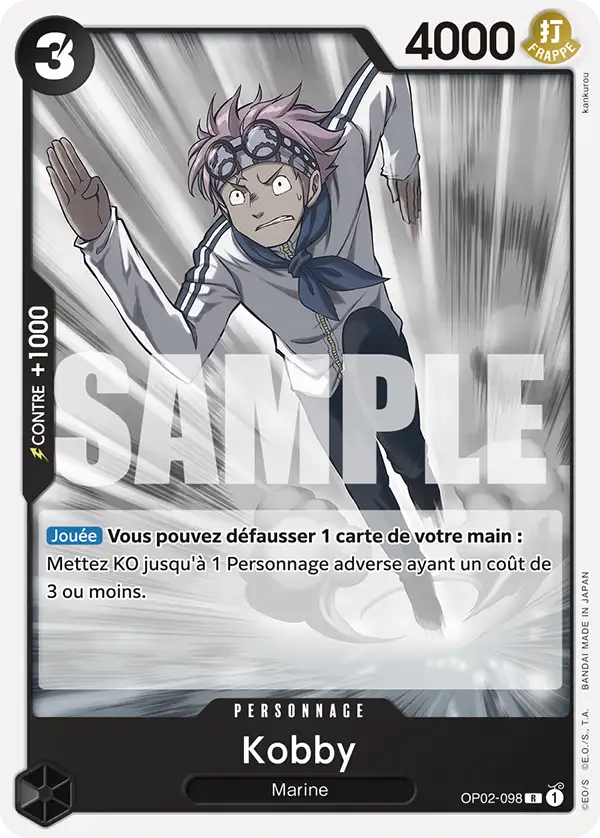 3
4000
打
FRAPPE
kankurou
CONTRE +1000
SAMPLE
Jouée Vous pouvez défausser 1 carte de votre main :
Mettez KO jusqu'à 1 Personnage adverse ayant un coût de
3 ou moins.
PERSONNAGE
Kobby
Marine
OP02-098 R 1
©EO/S ©E.O./S., T.A. BANDAI MADE IN JAPAN